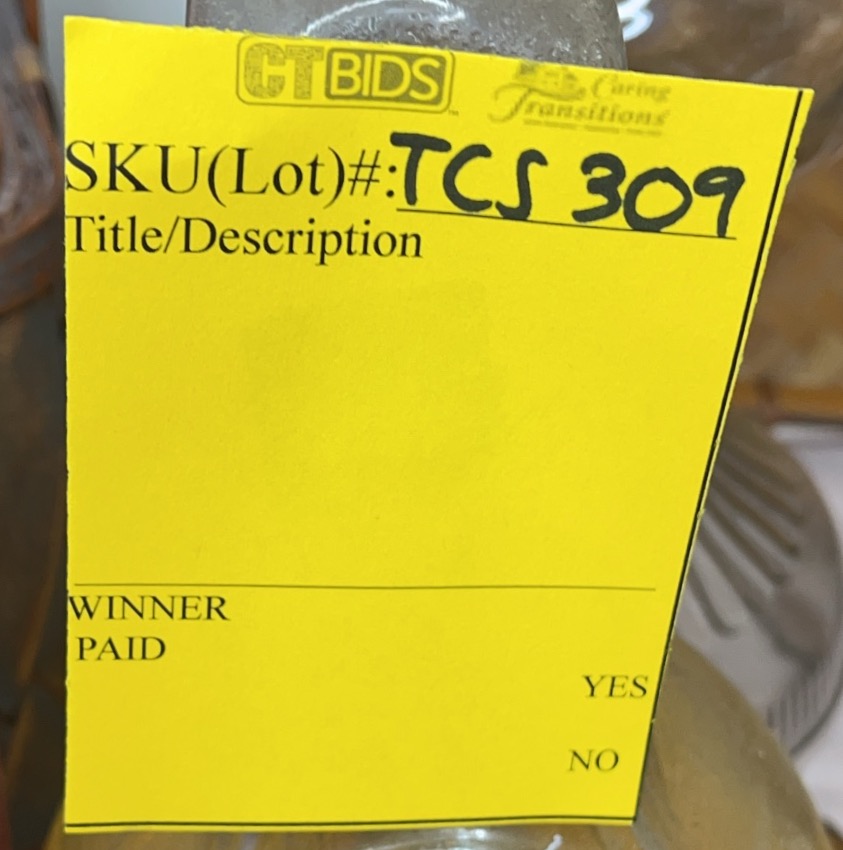 CTBIDS
Caring
Transitions
SKU(Lot)#:TCS 309
Title/Description
WINNER
PAID
YES
NO